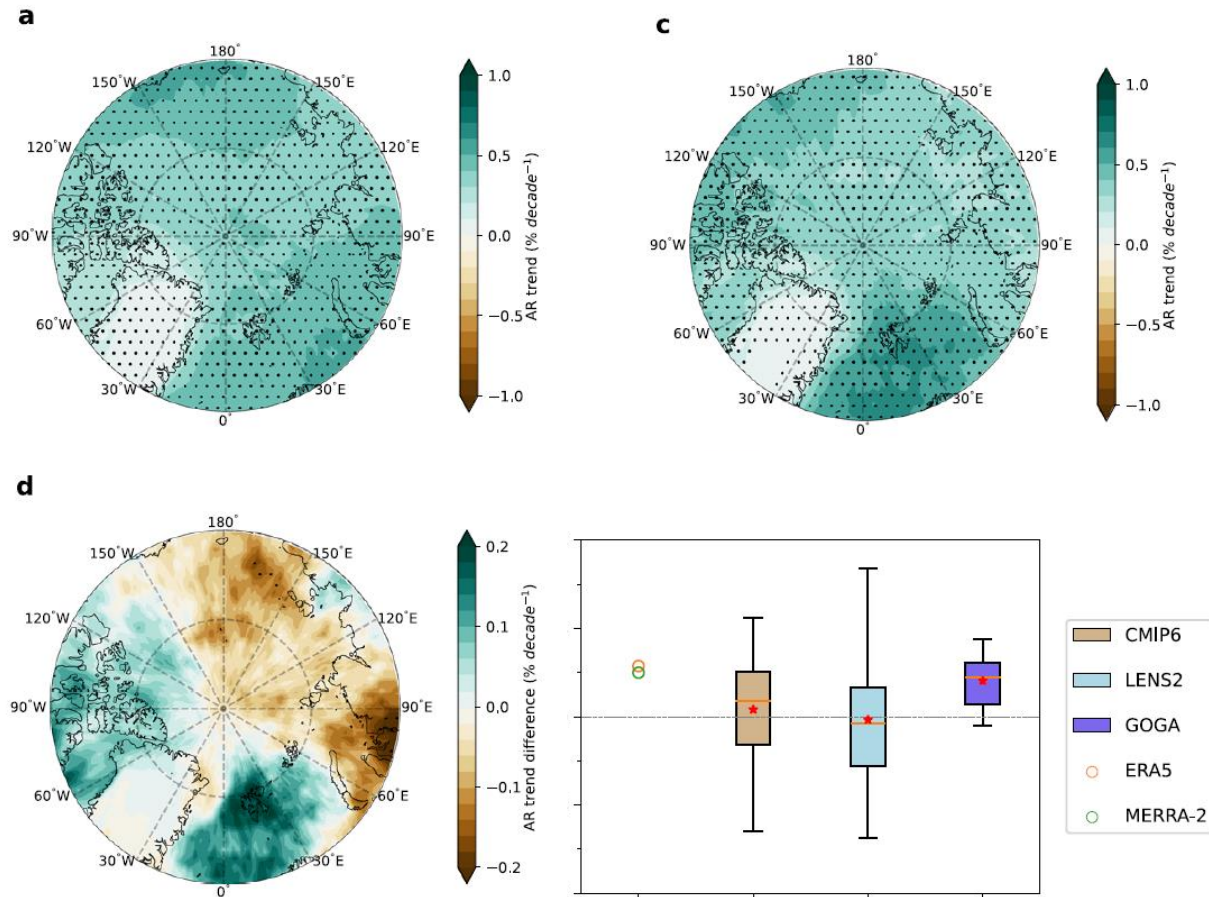 a
180°
150°W
150°E
120°W
120°E
90°W
90°E
60°W
60°E
30°W
30°E
0°
1.0
0.5
0.0
−0.5
−1.0
AR trend (% decade⁻¹)
c
180°
150°W
150°E
120°W
120°E
90°W
90°E
60°W
60°E
30°W
30°E
0°
1.0
0.5
0.0
−0.5
−1.0
AR trend (% decade⁻¹)
d
180°
150°W
150°E
120°W
120°E
90°W
90°E
60°W
60°E
30°W
30°E
0°
0.2
0.1
0.0
−0.1
−0.2
AR trend difference (% decade⁻¹)
CMIP6
LENS2
GOGA
ERA5
MERRA-2